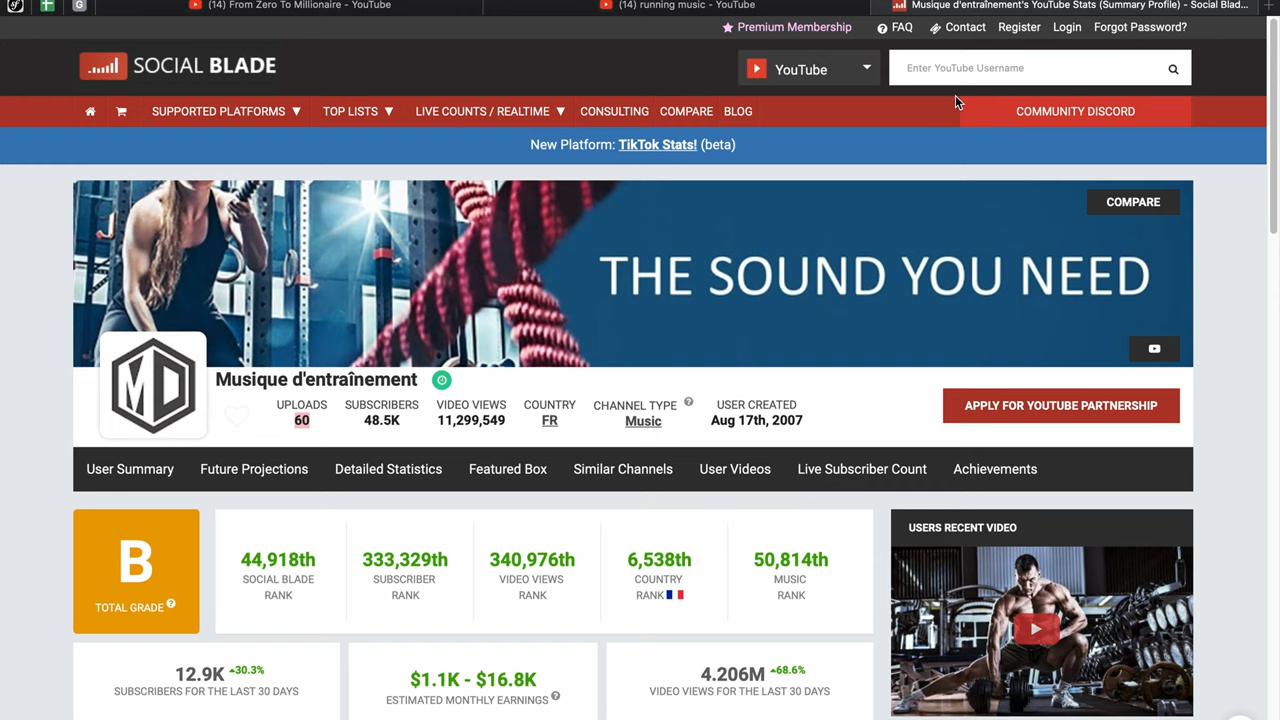 (14) From Zero To Millionaire - YouTube
(14) running music - YouTube
Musique d'entraînement's YouTube Stats (Summary Profile) - Social Blad...
Premium Membership
FAQ
Contact
Register
Login
Forgot Password?
SOCIAL BLADE
YouTube
Enter YouTube Username
SUPPORTED PLATFORMS ▼
TOP LISTS ▼
LIVE COUNTS / REALTIME ▼
CONSULTING
COMPARE
BLOG
COMMUNITY DISCORD
New Platform: TikTok Stats! (beta)
COMPARE
THE SOUND YOU NEED
MD
Musique d'entraînement
UPLOADS
60
SUBSCRIBERS
48.5K
VIDEO VIEWS
11,299,549
COUNTRY
FR
CHANNEL TYPE
Music
USER CREATED
Aug 17th, 2007
APPLY FOR YOUTUBE PARTNERSHIP
User Summary
Future Projections
Detailed Statistics
Featured Box
Similar Channels
User Videos
Live Subscriber Count
Achievements
B
TOTAL GRADE
44,918th
SOCIAL BLADE
RANK
333,329th
SUBSCRIBER
RANK
340,976th
VIDEO VIEWS
RANK
6,538th
COUNTRY
RANK
50,814th
MUSIC
RANK
USERS RECENT VIDEO
12.9K 30.3%
SUBSCRIBERS FOR THE LAST 30 DAYS
$1.1K - $16.8K
ESTIMATED MONTHLY EARNINGS
4.206M 68.6%
VIDEO VIEWS FOR THE LAST 30 DAYS